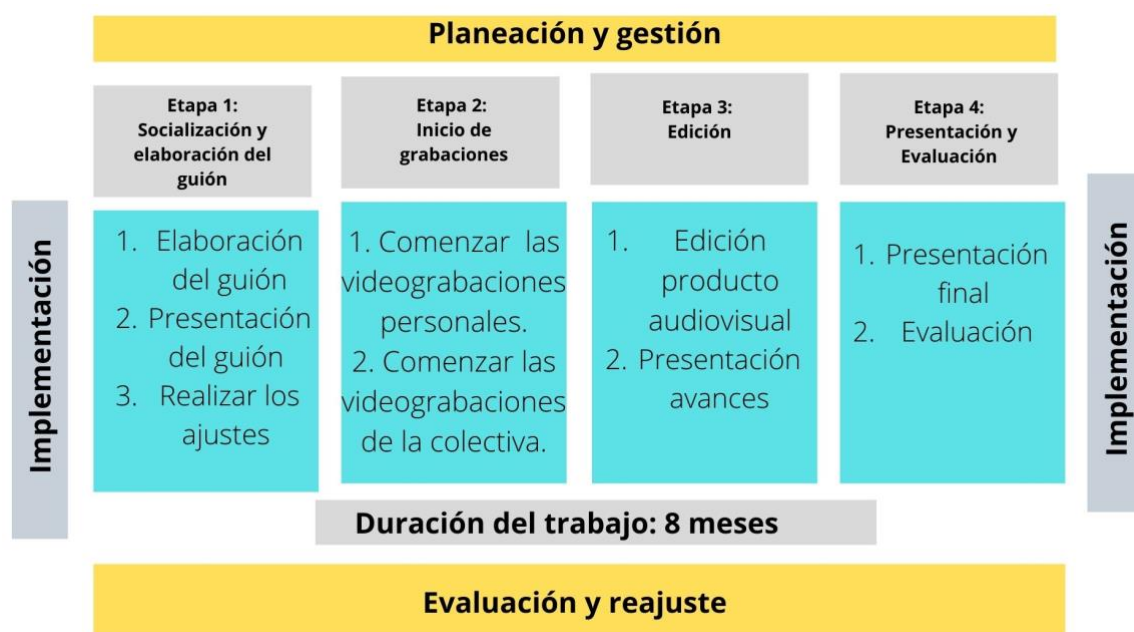 Planeación y gestión
Etapa 1:
Socialización y
elaboración del
guión
Etapa 2:
Inicio de
grabaciones
Etapa 3:
Edición
Etapa 4:
Presentación y
Evaluación
Implementación
1. Elaboración
del guión
2. Presentación
del guión
3. Realizar los
ajustes
1. Comenzar las
videograbaciones
personales.
2. Comenzar las
videograbaciones
de la colectiva.
1. Edición
producto
audiovisual
2. Presentación
avances
1. Presentación
final
2. Evaluación
Implementación
Duración del trabajo: 8 meses
Evaluación y reajuste